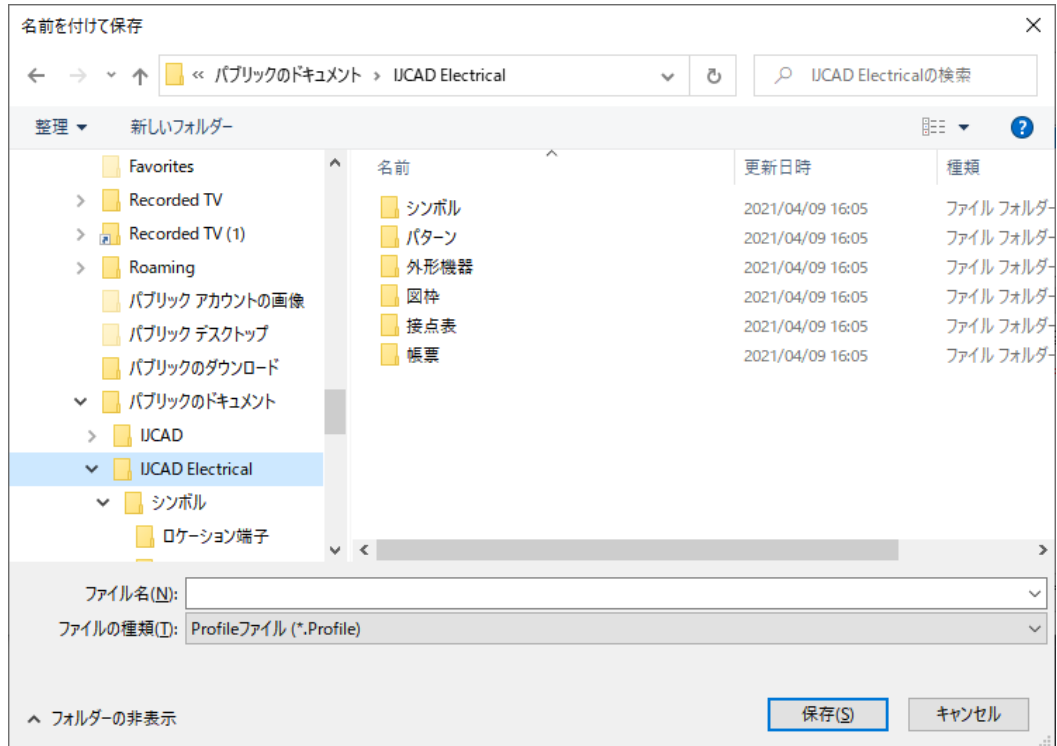 名前を付けて保存
« パブリックのドキュメント › IJCAD Electrical
IJCAD Electricalの検索
整理 新しいフォルダー
Favorites
Recorded TV
Recorded TV (1)
Roaming
パブリック アカウントの画像
パブリック デスクトップ
パブリックのダウンロード
パブリックのドキュメント
IJCAD
IJCAD Electrical
シンボル
ロケーション端子
名前 更新日時 種類
シンボル 2021/04/09 16:05 ファイル フォルダー
パターン 2021/04/09 16:05 ファイル フォルダー
外形機器 2021/04/09 16:05 ファイル フォルダー
図枠 2021/04/09 16:05 ファイル フォルダー
接点表 2021/04/09 16:05 ファイル フォルダー
帳票 2021/04/09 16:05 ファイル フォルダー
ファイル名(N):
ファイルの種類(T): Profileファイル (*.Profile)
フォルダーの非表示
保存(S) キャンセル